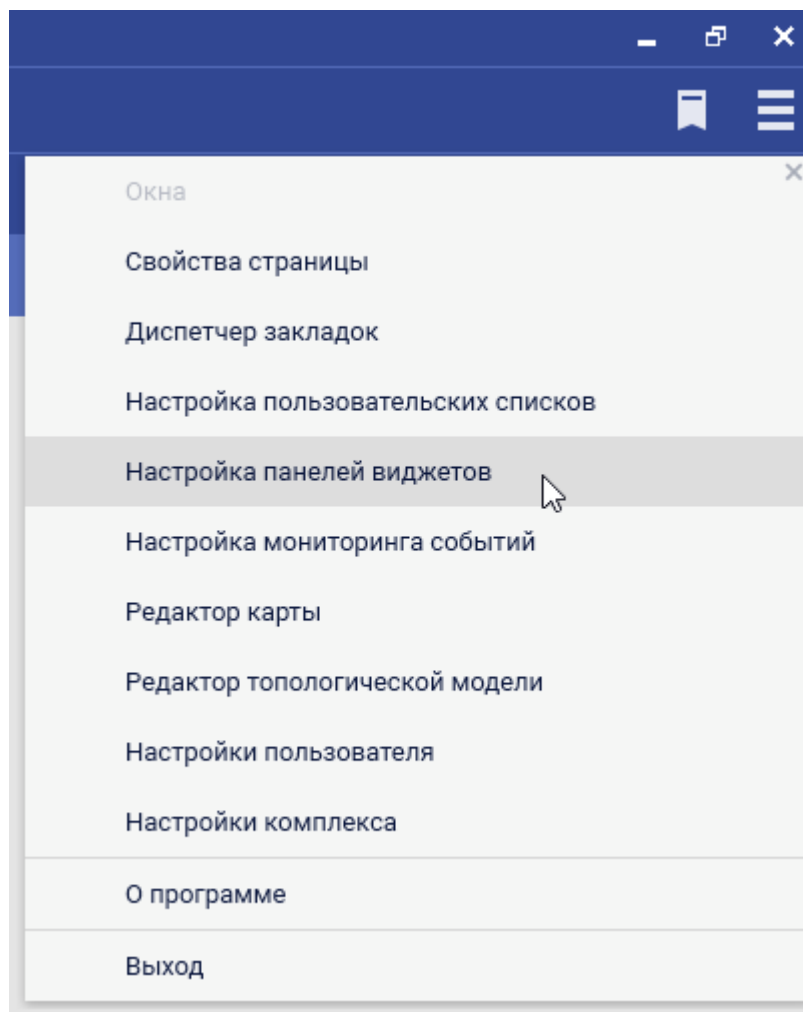 Окна
Свойства страницы
Диспетчер закладок
Настройка пользовательских списков
Настройка панелей виджетов
Настройка мониторинга событий
Редактор карты
Редактор топологической модели
Настройки пользователя
Настройки комплекса
О программе
Выход